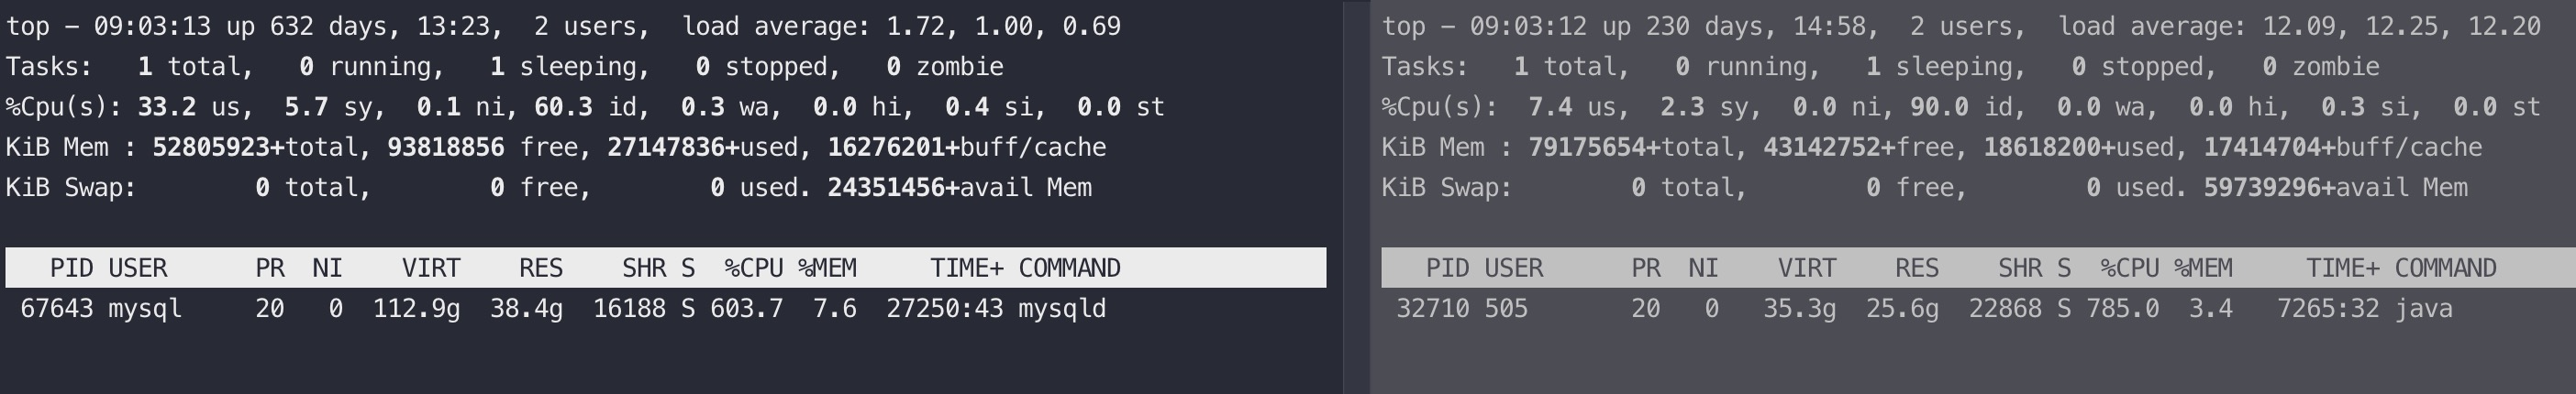 top - 09:03:13 up 632 days, 13:23,  2 users,  load average: 1.72, 1.00, 0.69
Tasks:   1 total,   0 running,   1 sleeping,   0 stopped,   0 zombie
%Cpu(s): 33.2 us,  5.7 sy,  0.1 ni, 60.3 id,  0.3 wa,  0.0 hi,  0.4 si,  0.0 st
KiB Mem : 52805923+total, 93818856 free, 27147836+used, 16276201+buff/cache
KiB Swap:        0 total,        0 free,        0 used. 24351456+avail Mem
PID USER      PR  NI    VIRT    RES    SHR S  %CPU %MEM     TIME+ COMMAND
67643 mysql     20   0  112.9g  38.4g  16188 S 603.7  7.6  27250:43 mysqld
top - 09:03:12 up 230 days, 14:58,  2 users,  load average: 12.09, 12.25, 12.20
Tasks:   1 total,   0 running,   1 sleeping,   0 stopped,   0 zombie
%Cpu(s):  7.4 us,  2.3 sy,  0.0 ni, 90.0 id,  0.0 wa,  0.0 hi,  0.3 si,  0.0 st
KiB Mem : 79175654+total, 43142752+free, 18618200+used, 17414704+buff/cache
KiB Swap:        0 total,        0 free,        0 used. 59739296+avail Mem
PID USER      PR  NI    VIRT    RES    SHR S  %CPU %MEM     TIME+ COMMAND
32710 505       20   0   35.3g  25.6g  22868 S 785.0  3.4   7265:32 java